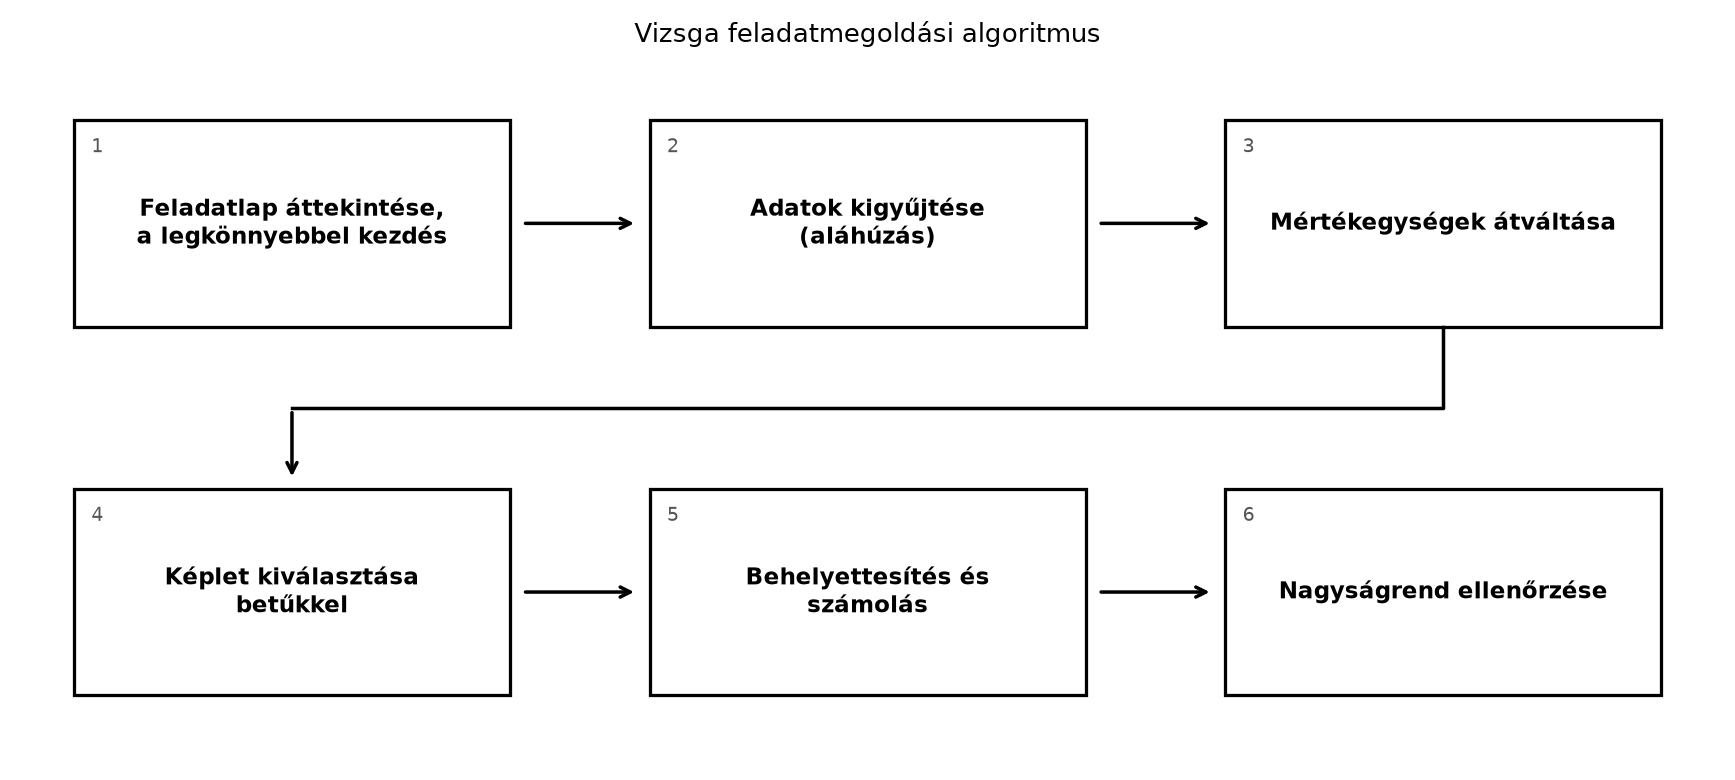 Vizsga feladatmegoldási algoritmus
1
Feladatlap áttekintése,
a legkönnyebbel kezdés
2
Adatok kigyűjtése
(aláhúzás)
3
Mértékegységek átváltása
4
Képlet kiválasztása
betűkkel
5
Behelyettesítés és
számolás
6
Nagyságrend ellenőrzése